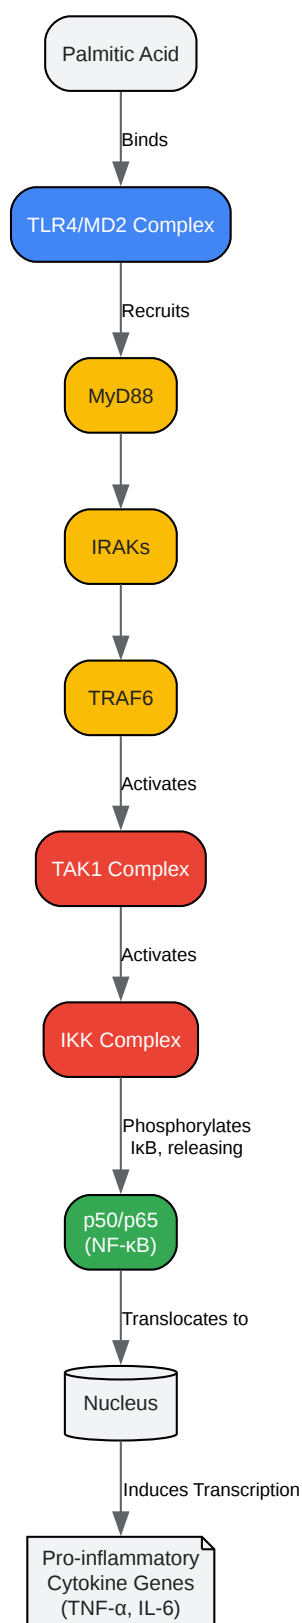 Palmitic Acid
Binds
TLR4/MD2 Complex
Recruits
MyD88
IRAKs
TRAF6
Activates
TAK1 Complex
Activates
IKK Complex
Phosphorylates
IκB, releasing
p50/p65
(NF-κB)
Translocates to
Nucleus
Induces Transcription
Pro-inflammatory
Cytokine Genes
(TNF-α, IL-6)